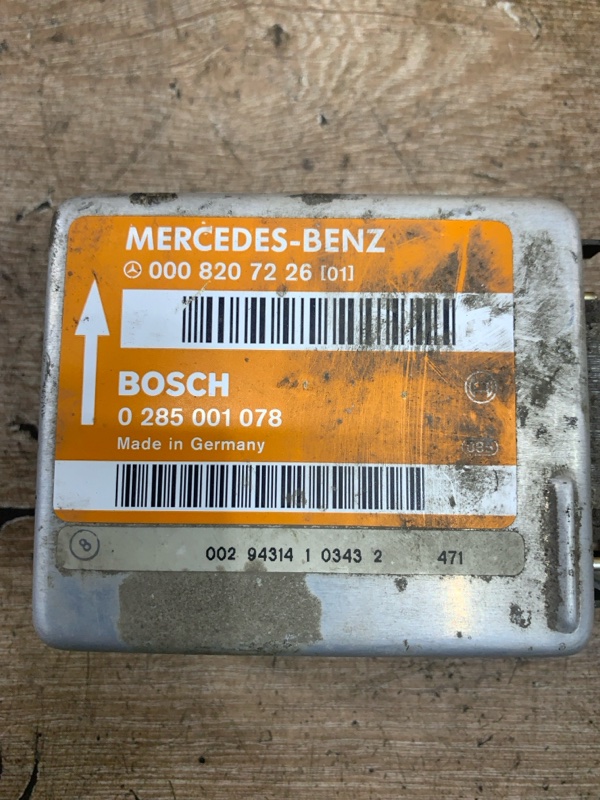 MERCEDES-BENZ
000 820 72 26 [01]
BOSCH
0 285 001 078
Made in Germany
8
002 94314 1 0343 2 471